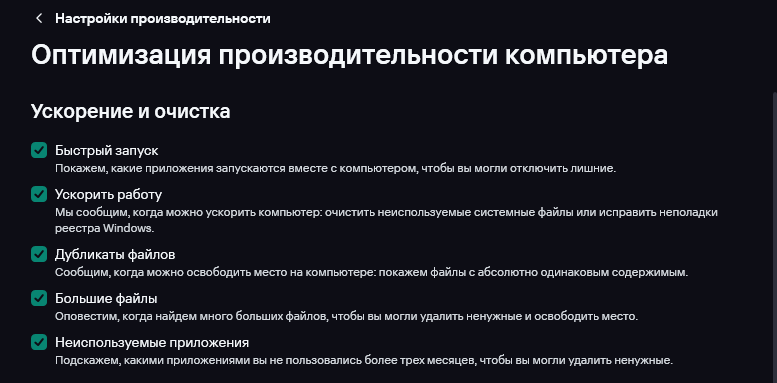 Настройки производительности
Оптимизация производительности компьютера
Ускорение и очистка
Быстрый запуск
Покажем, какие приложения запускаются вместе с компьютером, чтобы вы могли отключить лишние.
Ускорить работу
Мы сообщим, когда можно ускорить компьютер: очистить неиспользуемые системные файлы или исправить неполадки
реестра Windows.
Дубликаты файлов
Сообщим, когда можно освободить место на компьютере: покажем файлы с абсолютно одинаковым содержимым.
Большие файлы
Оповестим, когда найдем много больших файлов, чтобы вы могли удалить ненужные и освободить место.
Неиспользуемые приложения
Подскажем, какими приложениями вы не пользовались более трех месяцев, чтобы вы могли удалить ненужные.